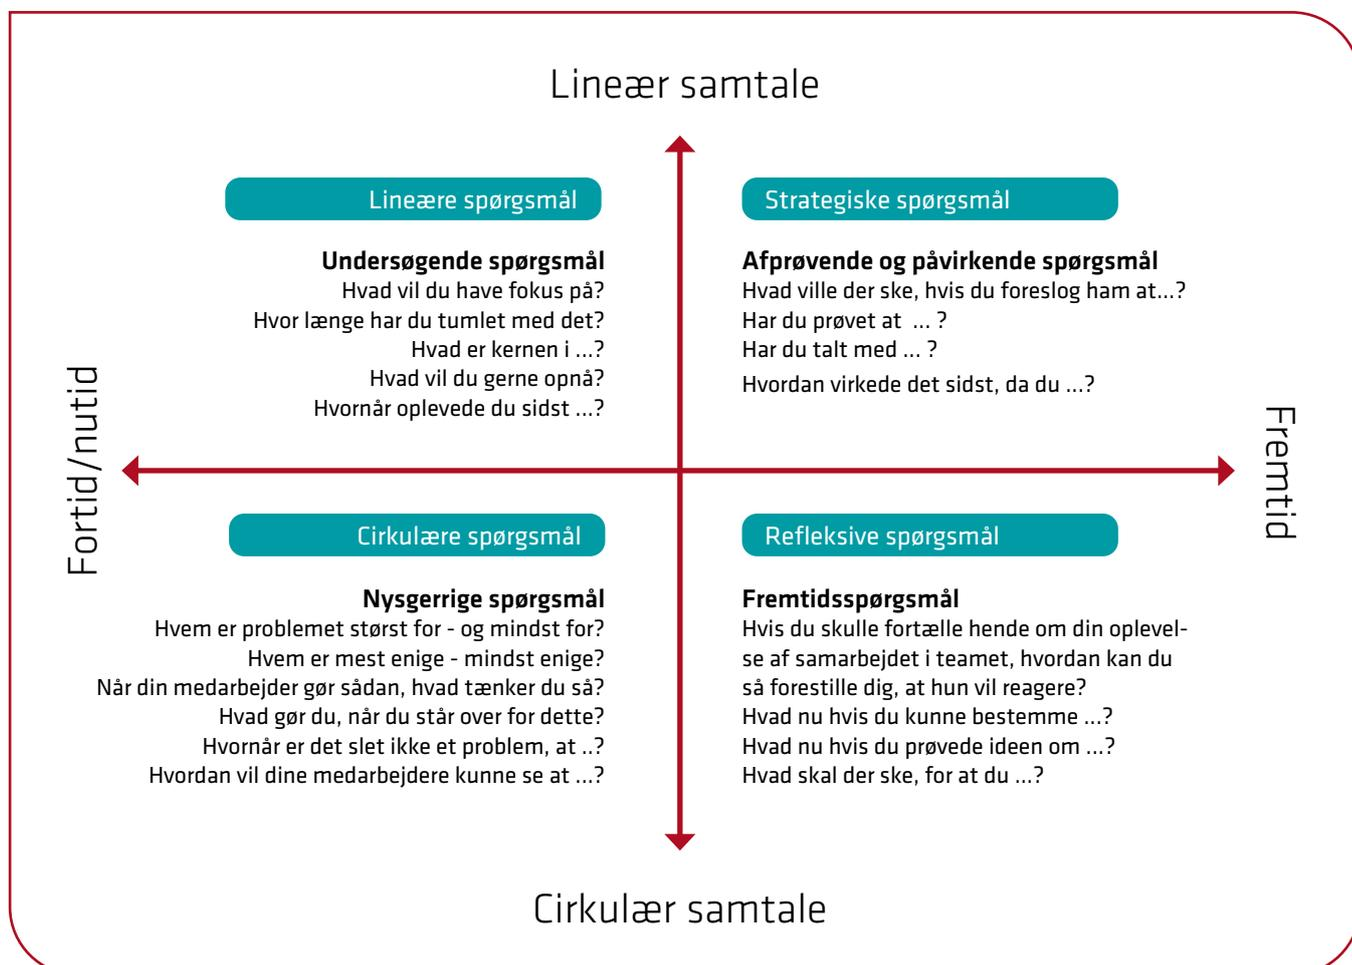 Lineær samtale
Lineære spørgsmål
Undersøgende spørgsmål
Hvad vil du have fokus på?
Hvor længe har du tumlet med det?
Hvad er kernen i ...?
Hvad vil du gerne opnå?
Hvornår oplevede du sidst ...?
Strategiske spørgsmål
Afprøvende og påvirkende spørgsmål
Hvad ville der ske, hvis du foreslog ham at...?
Har du prøvet at  ... ?
Har du talt med ... ?
Hvordan virkede det sidst, da du ...?
Fortid/nutid
Fremtid
Cirkulære spørgsmål
Nysgerrige spørgsmål
Hvem er problemet størst for - og mindst for?
Hvem er mest enige - mindst enige?
Når din medarbejder gør sådan, hvad tænker du så?
Hvad gør du, når du står over for dette?
Hvornår er det slet ikke et problem, at ..?
Hvordan vil dine medarbejdere kunne se at ...?
Refleksive spørgsmål
Fremtidsspørgsmål
Hvis du skulle fortælle hende om din oplevel-
se af samarbejdet i teamet, hvordan kan du
så forestille dig, at hun vil reagere?
Hvad nu hvis du kunne bestemme ...?
Hvad nu hvis du prøvede ideen om ...?
Hvad skal der ske, for at du ...?
Cirkulær samtale